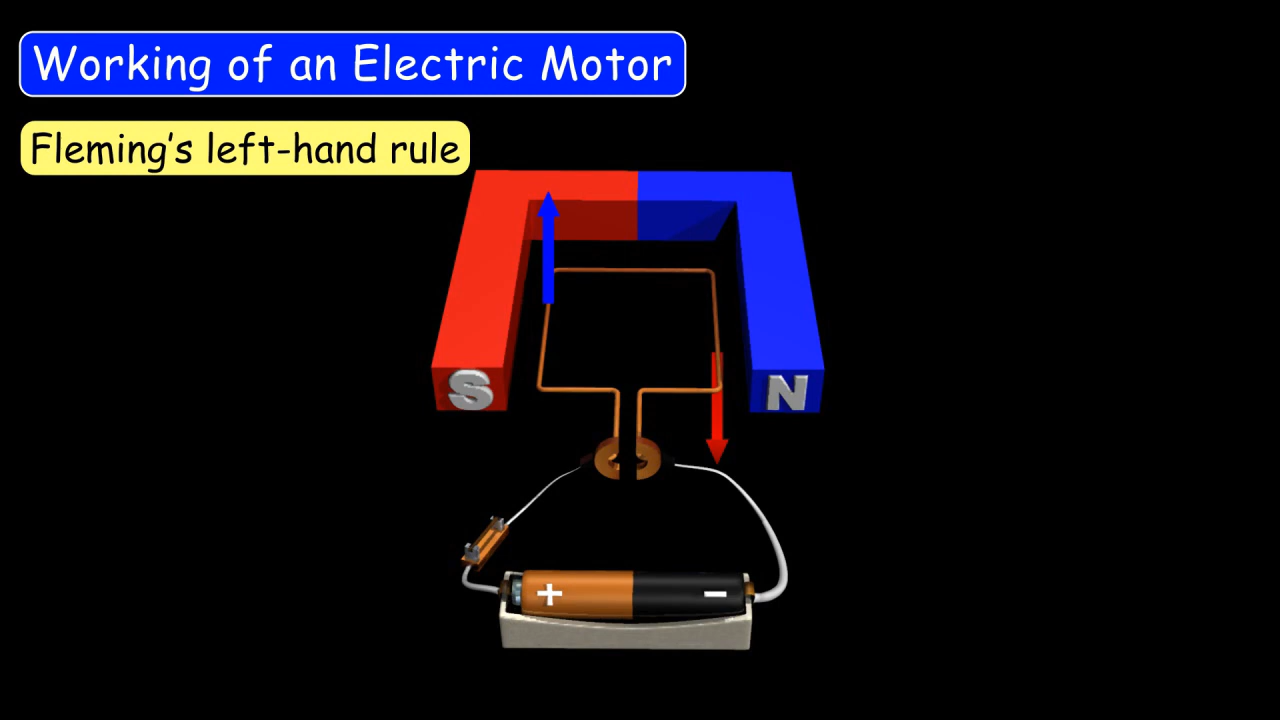 Working of an Electric Motor
Fleming's left-hand rule
S
N
+
−